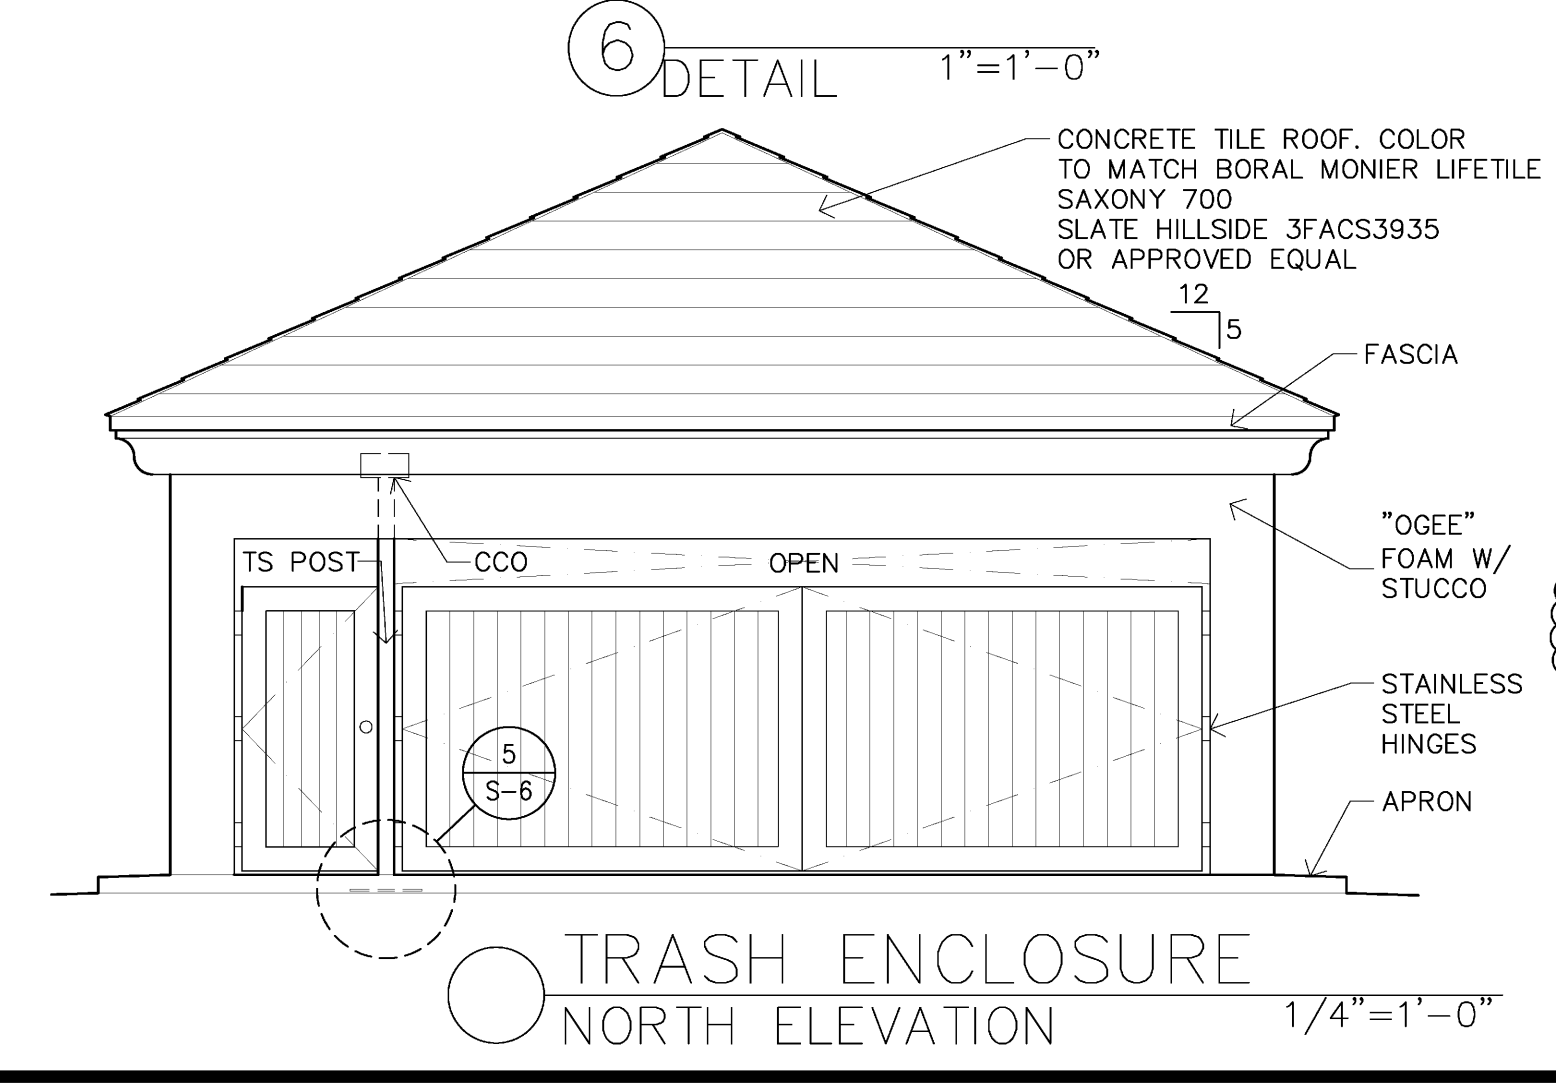 6
DETAIL
1"=1'-0"
CONCRETE TILE ROOF. COLOR
TO MATCH BORAL MONIER LIFETILE
SAXONY 700
SLATE HILLSIDE 3FACS3935
OR APPROVED EQUAL
12
5
FASCIA
"OGEE"
FOAM W/
STUCCO
TS POST
CCO
OPEN
STAINLESS
STEEL
HINGES
5
S-6
APRON
TRASH ENCLOSURE
NORTH ELEVATION
1/4"=1'-0"